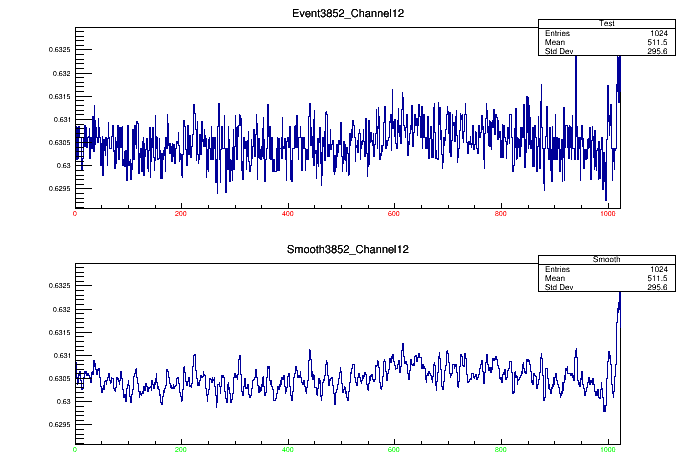 Event3852_Channel12
Test
Entries 1024
Mean 511.5
Std Dev 295.6
0.6325
0.632
0.6315
0.631
0.6305
0.63
0.6295
0 200 400 600 800 1000
Smooth3852_Channel12
Smooth
Entries 1024
Mean 511.5
Std Dev 295.6
0.6325
0.632
0.6315
0.631
0.6305
0.63
0.6295
0 200 400 600 800 1000